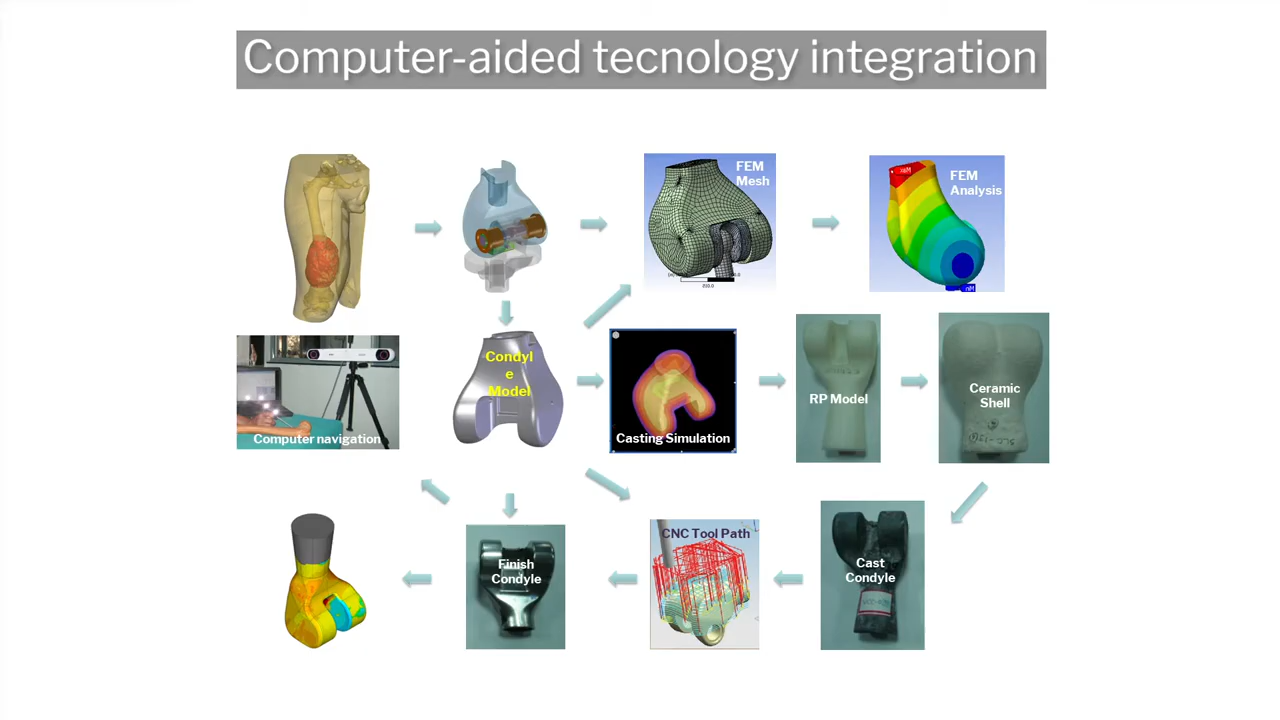 Computer-aided tecnology integration
FEM
Mesh
FEM
Analysis
Condyl
e
Model
Computer navigation
Casting Simulation
RP Model
Ceramic
Shell
Finish
Condyle
CNC Tool Path
Cast
Condyle